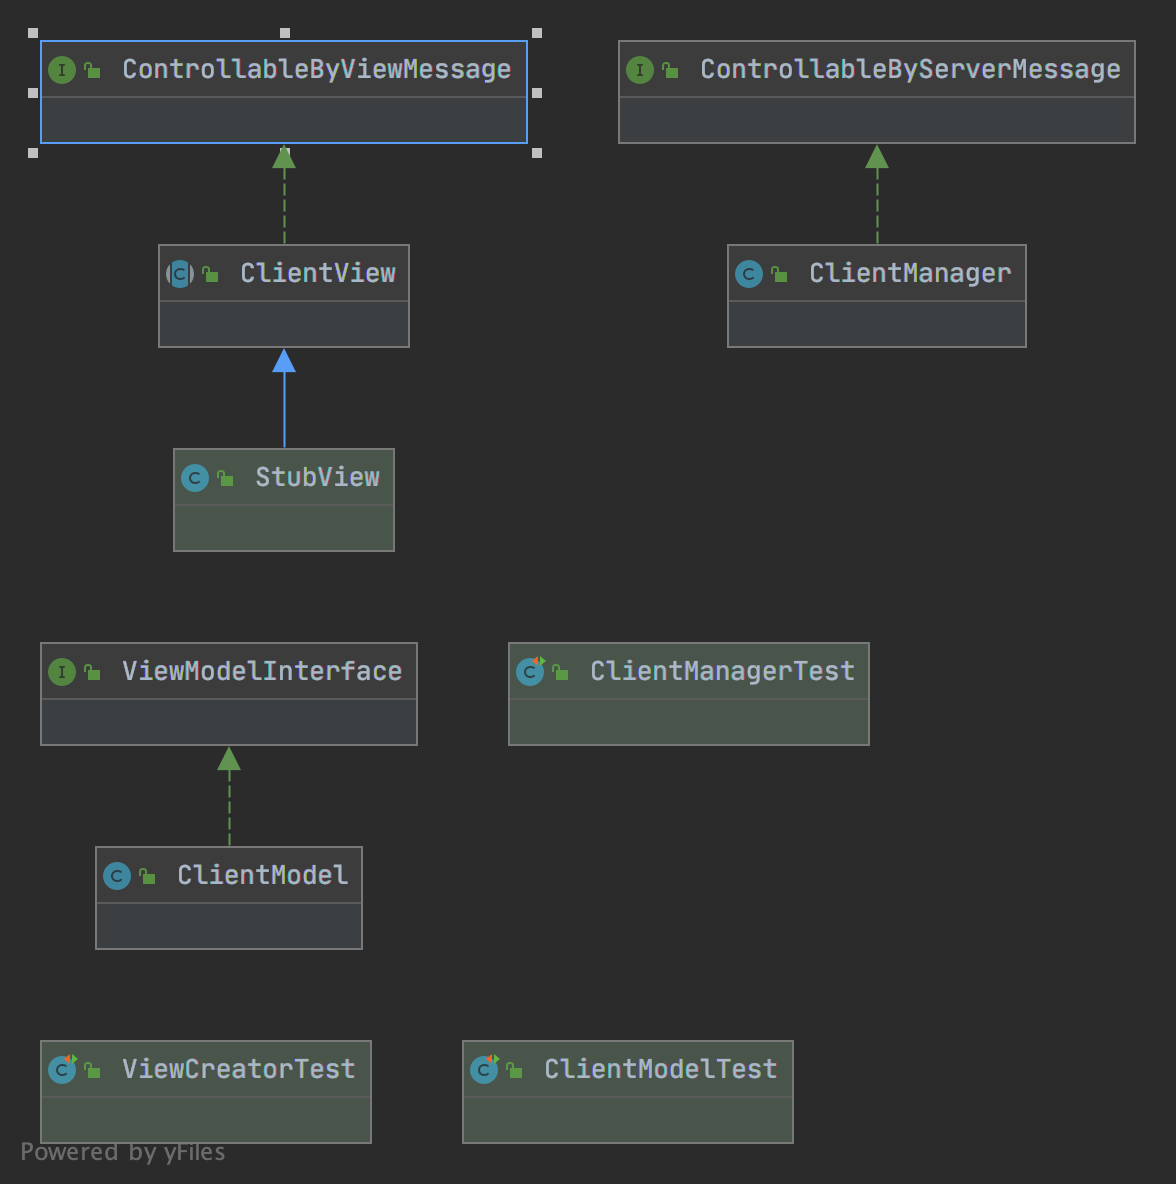 I ControllableByViewMessage
I ControllableByServerMessage
C ClientView
C ClientManager
C StubView
I ViewModelInterface
C ClientManagerTest
C ClientModel
C ViewCreatorTest
C ClientModelTest
Powered by yFiles